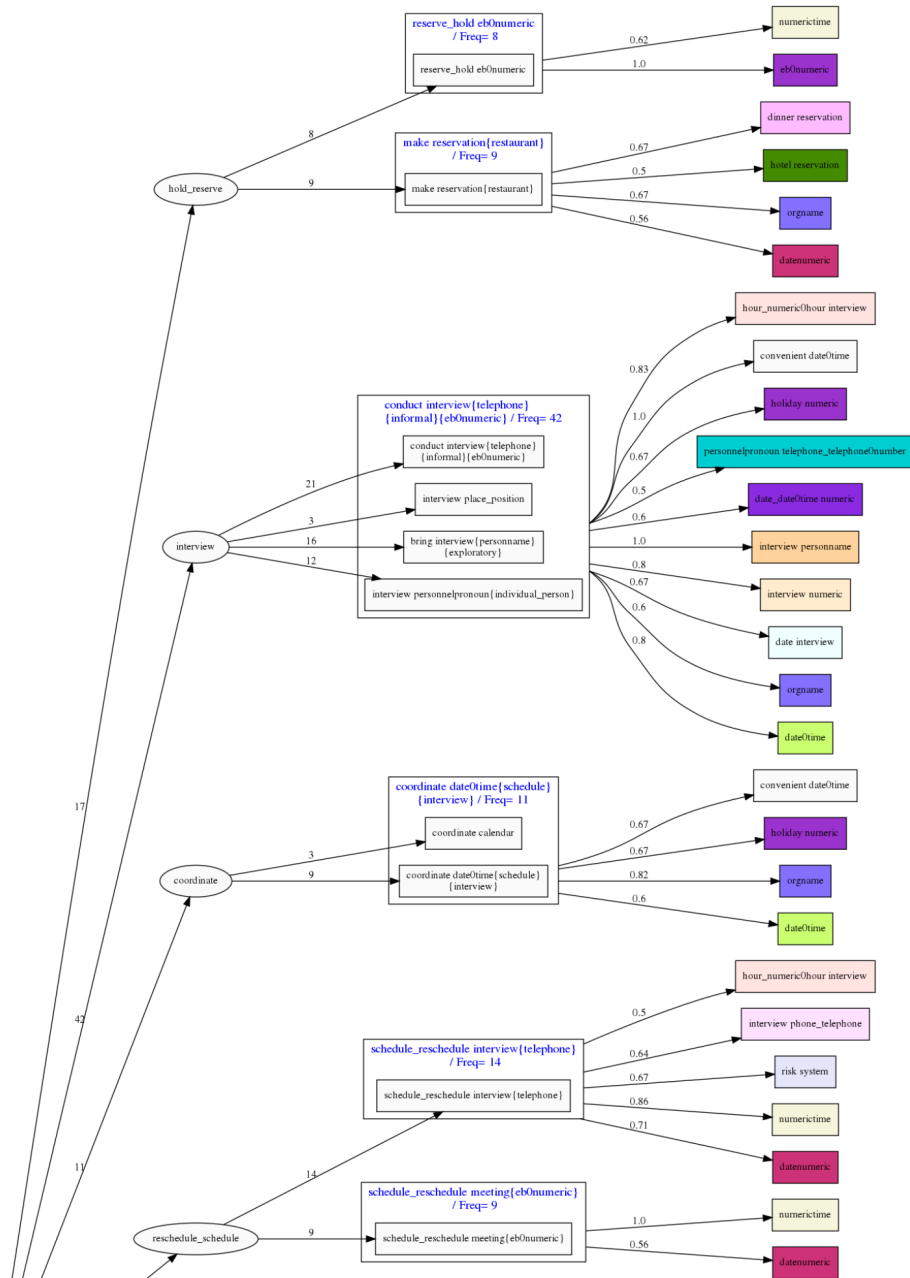 reserve_hold eb0numeric
/ Freq= 8
reserve_hold eb0numeric
0.62
numerictime
1.0
eb0numeric
8
hold_reserve
9
make reservation{restaurant}
/ Freq= 9
make reservation{restaurant}
0.67
dinner reservation
0.5
hotel reservation
0.67
orgname
0.56
datenumeric
17
interview
21
3
16
12
conduct interview{telephone}
{informal}{eb0numeric} / Freq= 42
conduct interview{telephone}
{informal}{eb0numeric}
interview place_position
bring interview{personname}
{exploratory}
interview personnelpronoun{individual_person}
0.83
hour_numeric0hour interview
1.0
convenient date0time
0.67
holiday numeric
0.5
personnelpronoun telephone_telephone0number
0.6
date_date0time numeric
1.0
interview personname
0.8
interview numeric
0.67
date interview
0.6
orgname
0.8
date0time
42
coordinate
3
9
coordinate date0time{schedule}
{interview} / Freq= 11
coordinate calendar
coordinate date0time{schedule}
{interview}
0.67
convenient date0time
0.67
holiday numeric
0.82
orgname
0.6
date0time
11
reschedule_schedule
14
9
schedule_reschedule interview{telephone}
/ Freq= 14
schedule_reschedule interview{telephone}
0.5
hour_numeric0hour interview
0.64
interview phone_telephone
0.67
risk system
0.86
numerictime
0.71
datenumeric
schedule_reschedule meeting{eb0numeric}
/ Freq= 9
schedule_reschedule meeting{eb0numeric}
1.0
numerictime
0.56
datenumeric